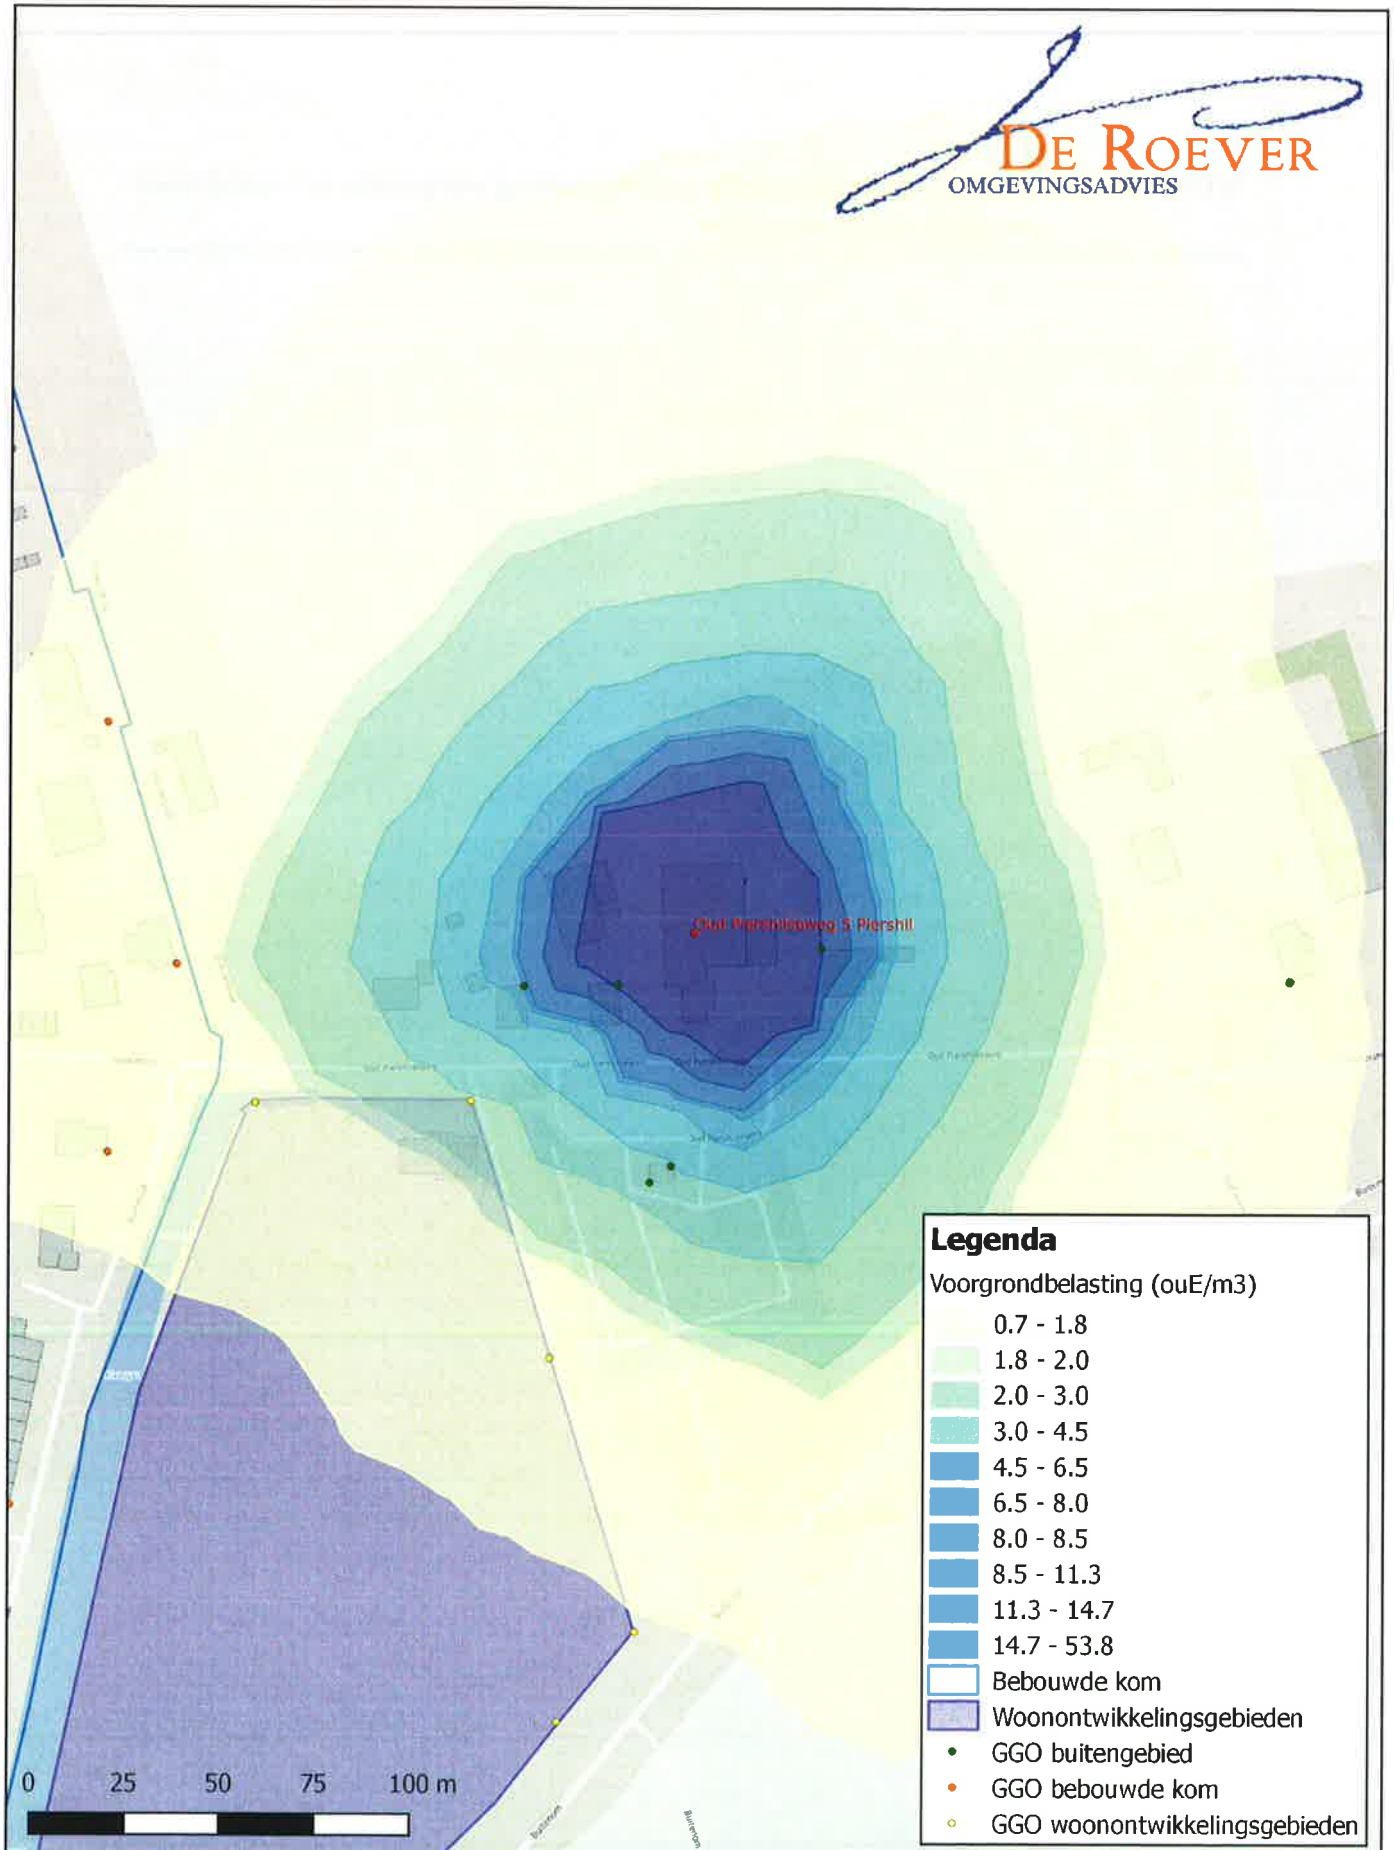 DE ROEVER
OMGEVINGSADVIES
Oud Piershilseweg 5 Piershil
Legenda
Voorgrondbelasting (ouE/m3)
0.7 - 1.8
1.8 - 2.0
2.0 - 3.0
3.0 - 4.5
4.5 - 6.5
6.5 - 8.0
8.0 - 8.5
8.5 - 11.3
11.3 - 14.7
14.7 - 53.8
Bebouwde kom
Woonontwikkelingsgebieden
GGO buitengebied
GGO bebouwde kom
GGO woonontwikkelingsgebieden
0 25 50 75 100 m
Buitenom
Buitenom